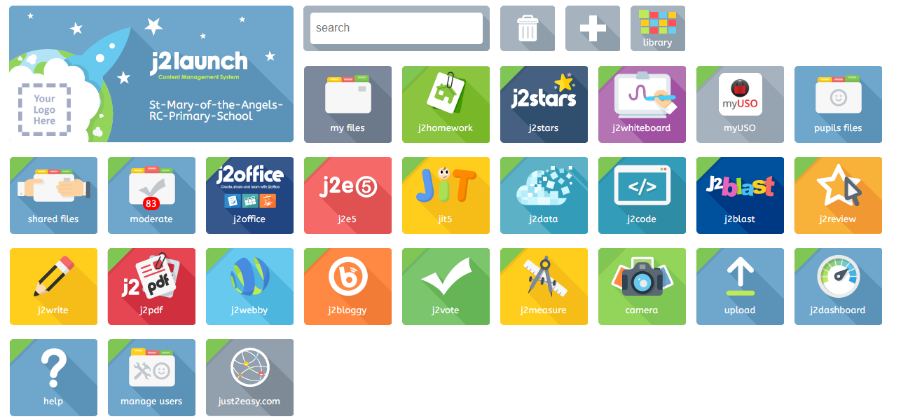 j2launch
Content Management System
St-Mary-of-the-Angels-
RC-Primary-School
Your
Logo
Here
search
library
my files
j2homework
j2stars
j2stars
j2whiteboard
myUSO
myUSO
pupils files
shared files
83
moderate
j2office
Create share and learn with j2office
j2office
j2e5
j2e5
JiT
jit5
j2data
</>
j2code
J2blast
j2blast
j2review
j2write
j2 pdf
j2pdf
j2webby
b
j2bloggy
j2vote
j2measure
camera
upload
j2dashboard
?
help
manage users
just2easy.com